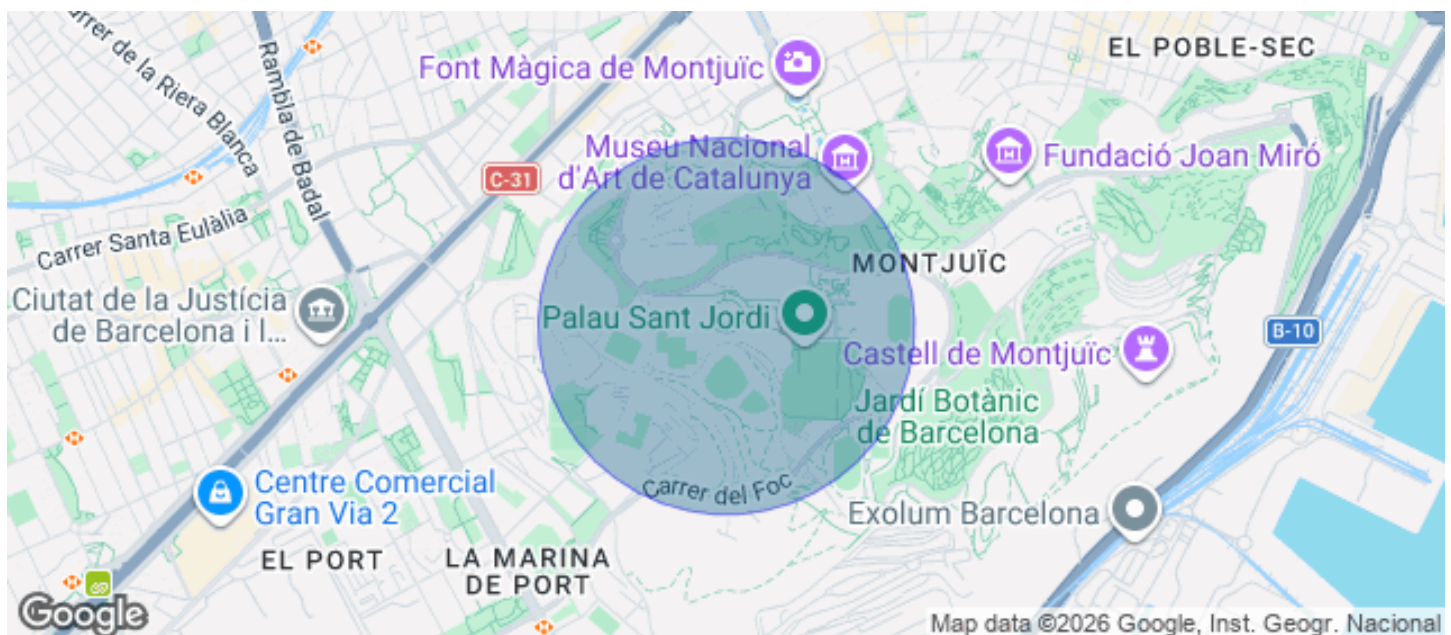 Carrer de la Riera Blanca
Rambla de Badal
Font Màgica de Montjuïc
EL POBLE-SEC
Museu Nacional
d'Art de Catalunya
C-31
Fundació Joan Miró
Carrer Santa Eulàlia
MONTJUÏC
Ciutat de la Justícia
de Barcelona i l...
Palau Sant Jordi
B-10
Castell de Montjuïc
Jardí Botànic
de Barcelona
Centre Comercial
Gran Via 2
Carrer del Foc
Exolum Barcelona
EL PORT
LA MARINA
DE PORT
Google
Map data ©2026 Google, Inst. Geogr. Nacional